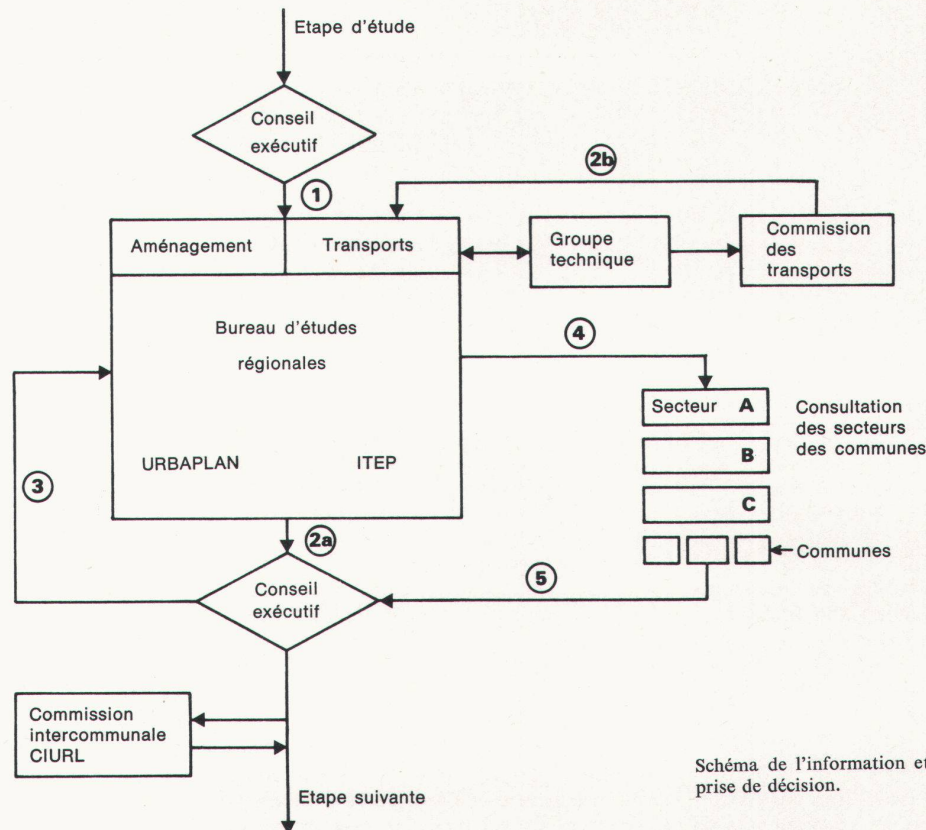 Etape d'étude
Conseil
exécutif
1
2b
Aménagement
Transports
Groupe
technique
Commission
des
transports
Bureau d'études
régionales
4
Secteur A
B
C
Consultation
des secteurs
des communes
URBAPLAN
ITEP
3
2a
Communes
Conseil
exécutif
5
Commission
intercommunale
CIURL
Schéma de l'information et
prise de décision.
Etape suivante